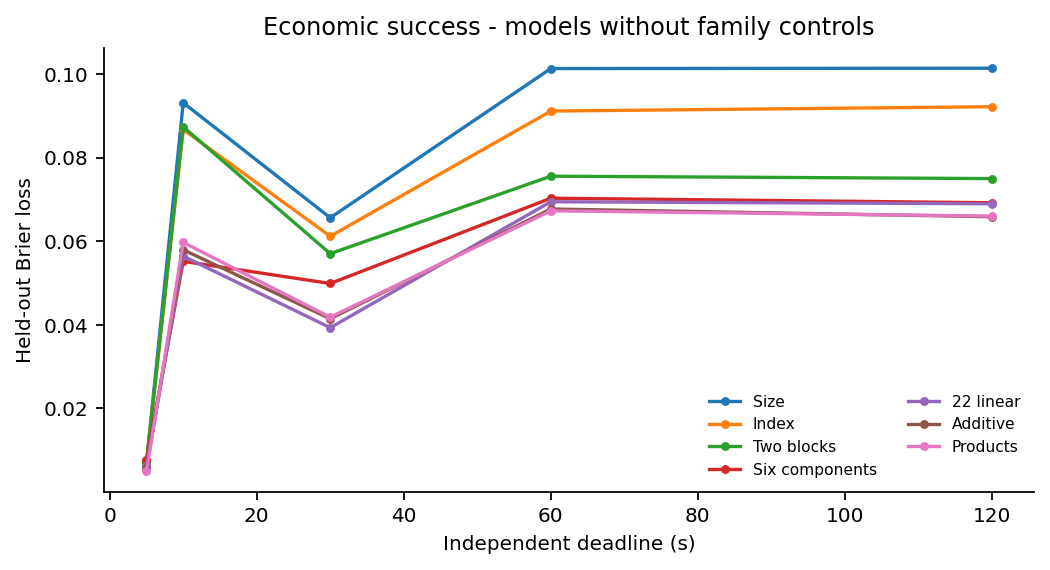 Economic success - models without family controls
Held-out Brier loss
0.10
0.08
0.06
0.04
0.02
0 20 40 60 80 100 120
Independent deadline (s)
Size
Index
Two blocks
Six components
22 linear
Additive
Products